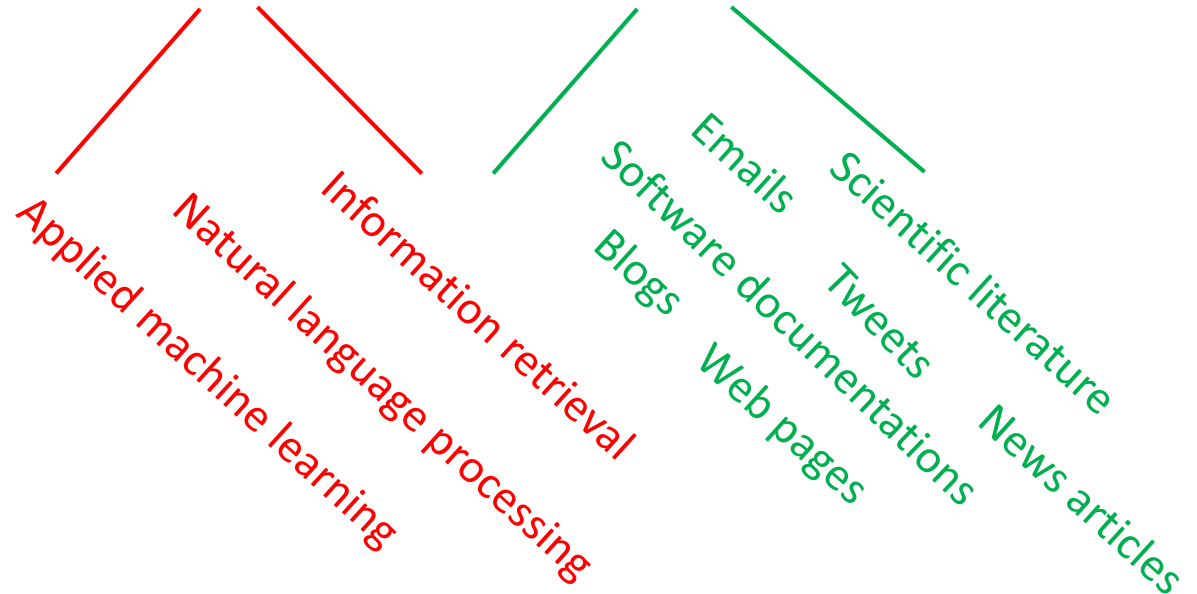 Applied machine learning
Natural language processing
Information retrieval
Emails
Software documentations
Scientific literature
Blogs
Tweets
Web pages
News articles